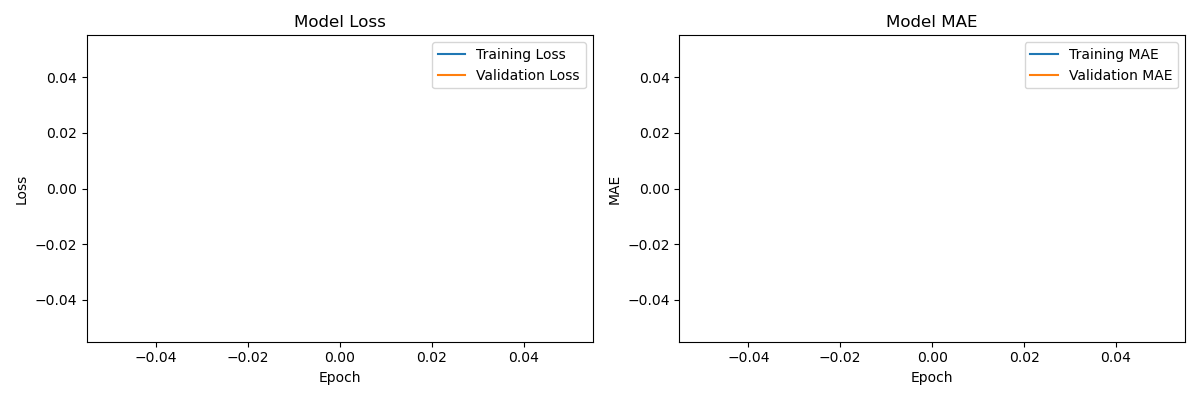 Model Loss
Training Loss
Validation Loss
0.04
0.02
0.00
−0.02
−0.04
Loss
−0.04 −0.02 0.00 0.02 0.04
Epoch
Model MAE
Training MAE
Validation MAE
0.04
0.02
0.00
−0.02
−0.04
MAE
−0.04 −0.02 0.00 0.02 0.04
Epoch